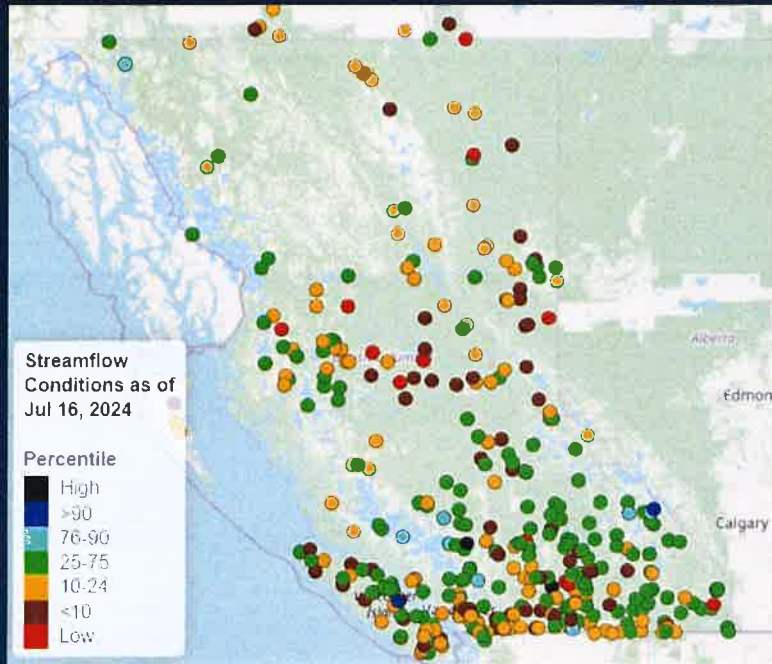 Streamflow
Conditions as of
Jul 16, 2024
Percentile
High
>90
76-90
25-75
10-24
<10
Low
Alberta
Edmon
Calgary